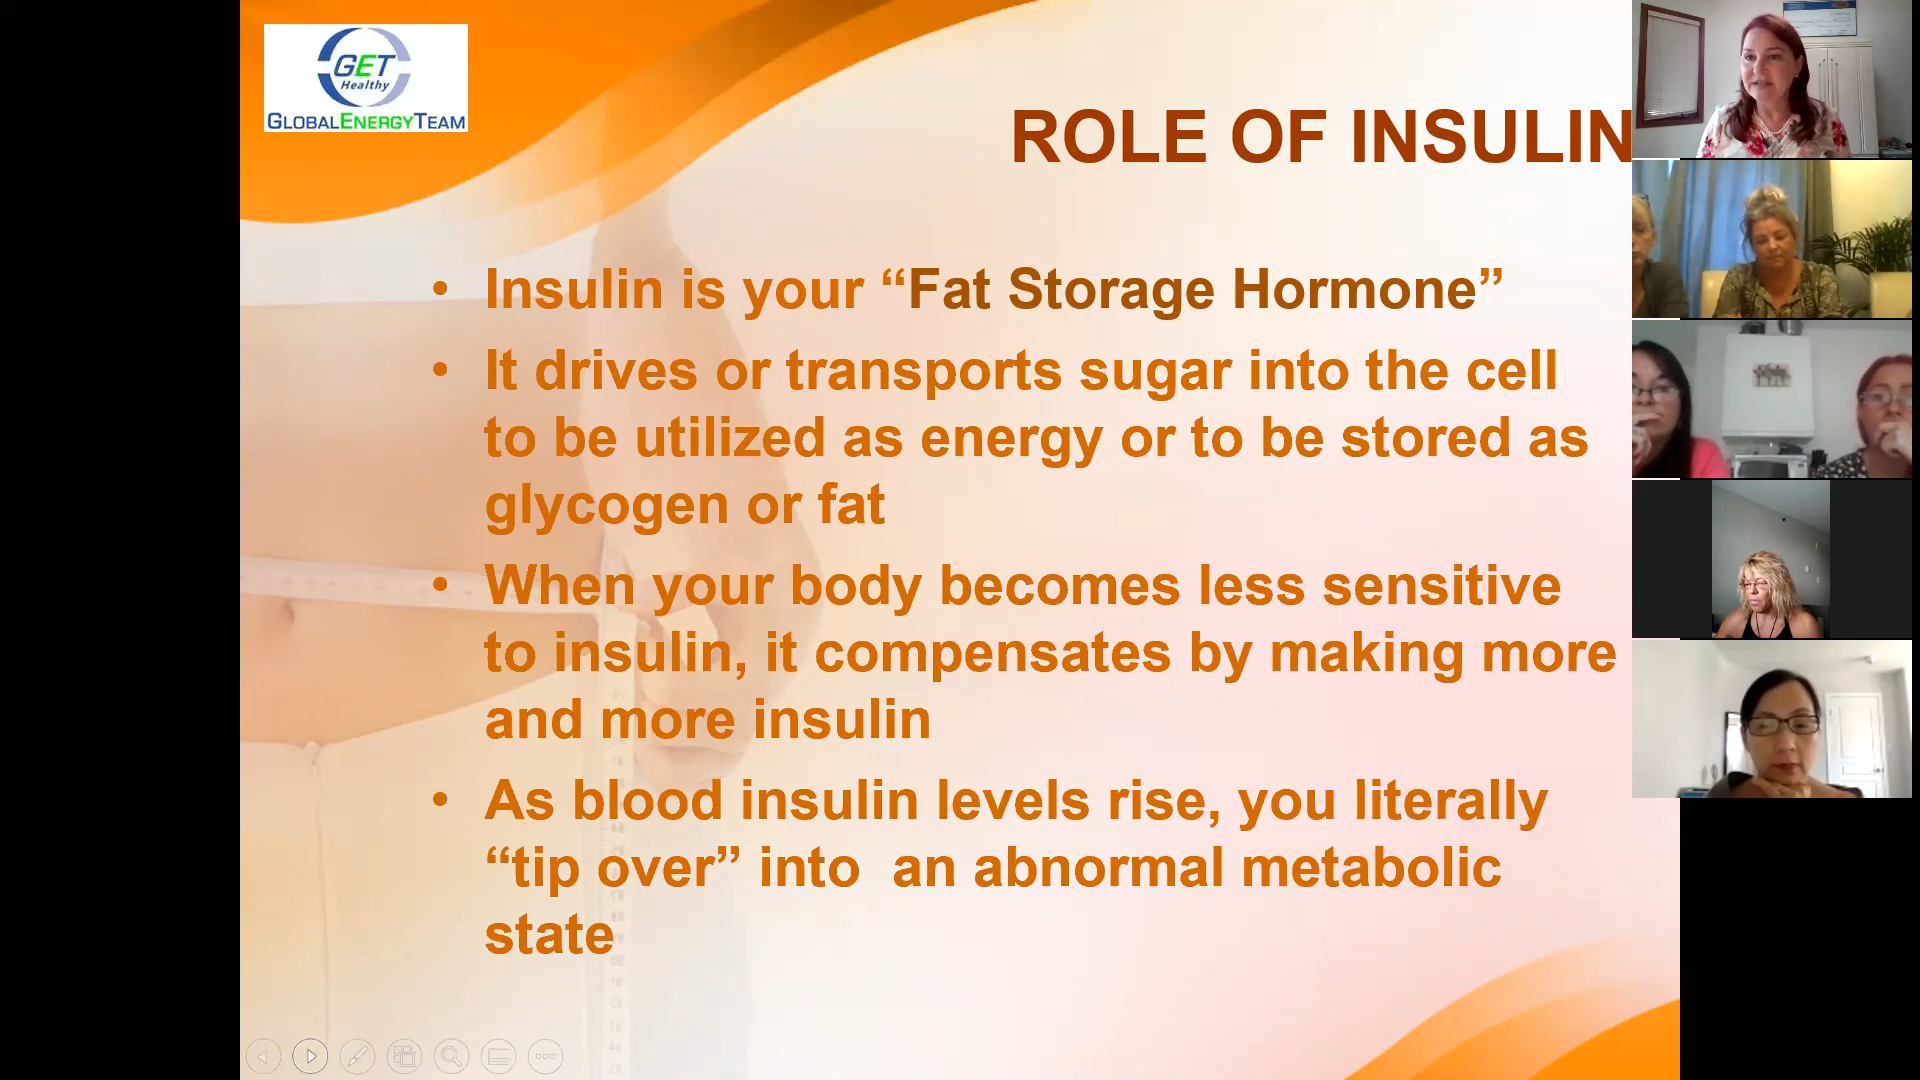 GET
Healthy
GLOBALENERGYTEAM
ROLE OF INSULIN
• Insulin is your “Fat Storage Hormone”
• It drives or transports sugar into the cell
to be utilized as energy or to be stored as
glycogen or fat
• When your body becomes less sensitive
to insulin, it compensates by making more
and more insulin
• As blood insulin levels rise, you literally
“tip over” into an abnormal metabolic
state